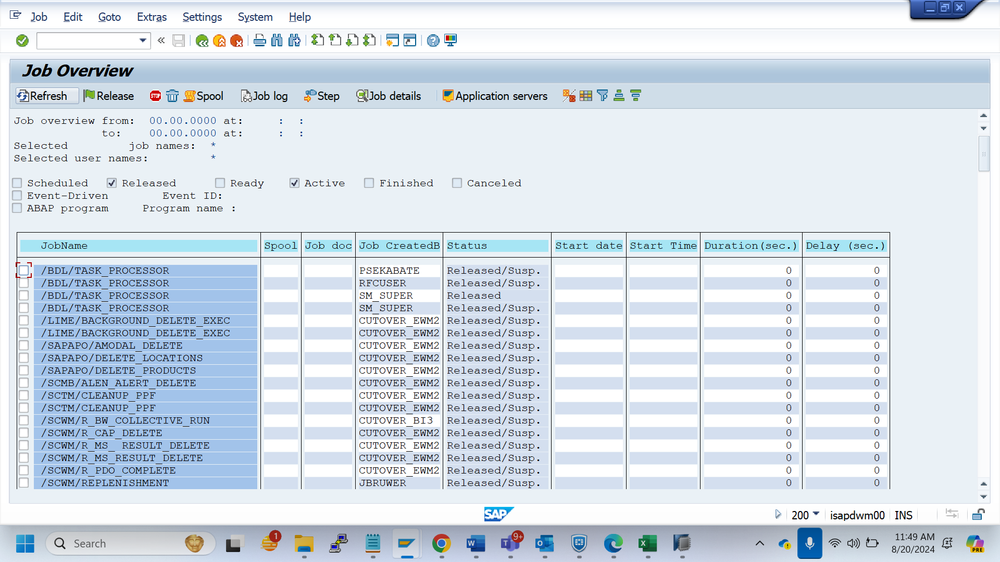 Job Edit Goto Extras Settings System Help
Job Overview
Refresh Release STOP Spool Job log Step Job details Application servers
Job overview from: 00.00.0000 at: : :
to: 00.00.0000 at: : :
Selected job names: *
Selected user names: *
Scheduled Released Ready Active Finished Canceled
Event-Driven Event ID:
ABAP program Program name :
JobName Spool Job doc Job CreatedB Status Start date Start Time Duration(sec.) Delay (sec.)
/BDL/TASK_PROCESSOR PSEKABATE Released/Susp. 0 0
/BDL/TASK_PROCESSOR RFCUSER Released/Susp. 0 0
/BDL/TASK_PROCESSOR SM_SUPER Released 0 0
/BDL/TASK_PROCESSOR SM_SUPER Released/Susp. 0 0
/LIME/BACKGROUND_DELETE_EXEC CUTOVER_EWM2 Released/Susp. 0 0
/LIME/BACKGROUND_DELETE_EXEC CUTOVER_EWM2 Released/Susp. 0 0
/SAPAPO/AMODAL_DELETE CUTOVER_EWM2 Released/Susp. 0 0
/SAPAPO/DELETE_LOCATIONS CUTOVER_EWM2 Released/Susp. 0 0
/SAPAPO/DELETE_PRODUCTS CUTOVER_EWM2 Released/Susp. 0 0
/SCMB/ALEN_ALERT_DELETE CUTOVER_EWM2 Released/Susp. 0 0
/SCTM/CLEANUP_PPF CUTOVER_EWM2 Released/Susp. 0 0
/SCTM/CLEANUP_PPF CUTOVER_EWM2 Released/Susp. 0 0
/SCWM/R_BW_COLLECTIVE_RUN CUTOVER_BI3 Released/Susp. 0 0
/SCWM/R_CAP_DELETE CUTOVER_EWM2 Released/Susp. 0 0
/SCWM/R_MS_ RESULT_DELETE CUTOVER_EWM2 Released/Susp. 0 0
/SCWM/R_MS_RESULT_DELETE CUTOVER_EWM2 Released/Susp. 0 0
/SCWM/R_PDO_COMPLETE CUTOVER_EWM2 Released/Susp. 0 0
/SCWM/REPLENISHMENT JBRUWER Released/Susp. 0 0
SAP 200 isapdwm00 INS
Search 1 W 9+ T O X 11:49 AM
8/20/2024 PRE